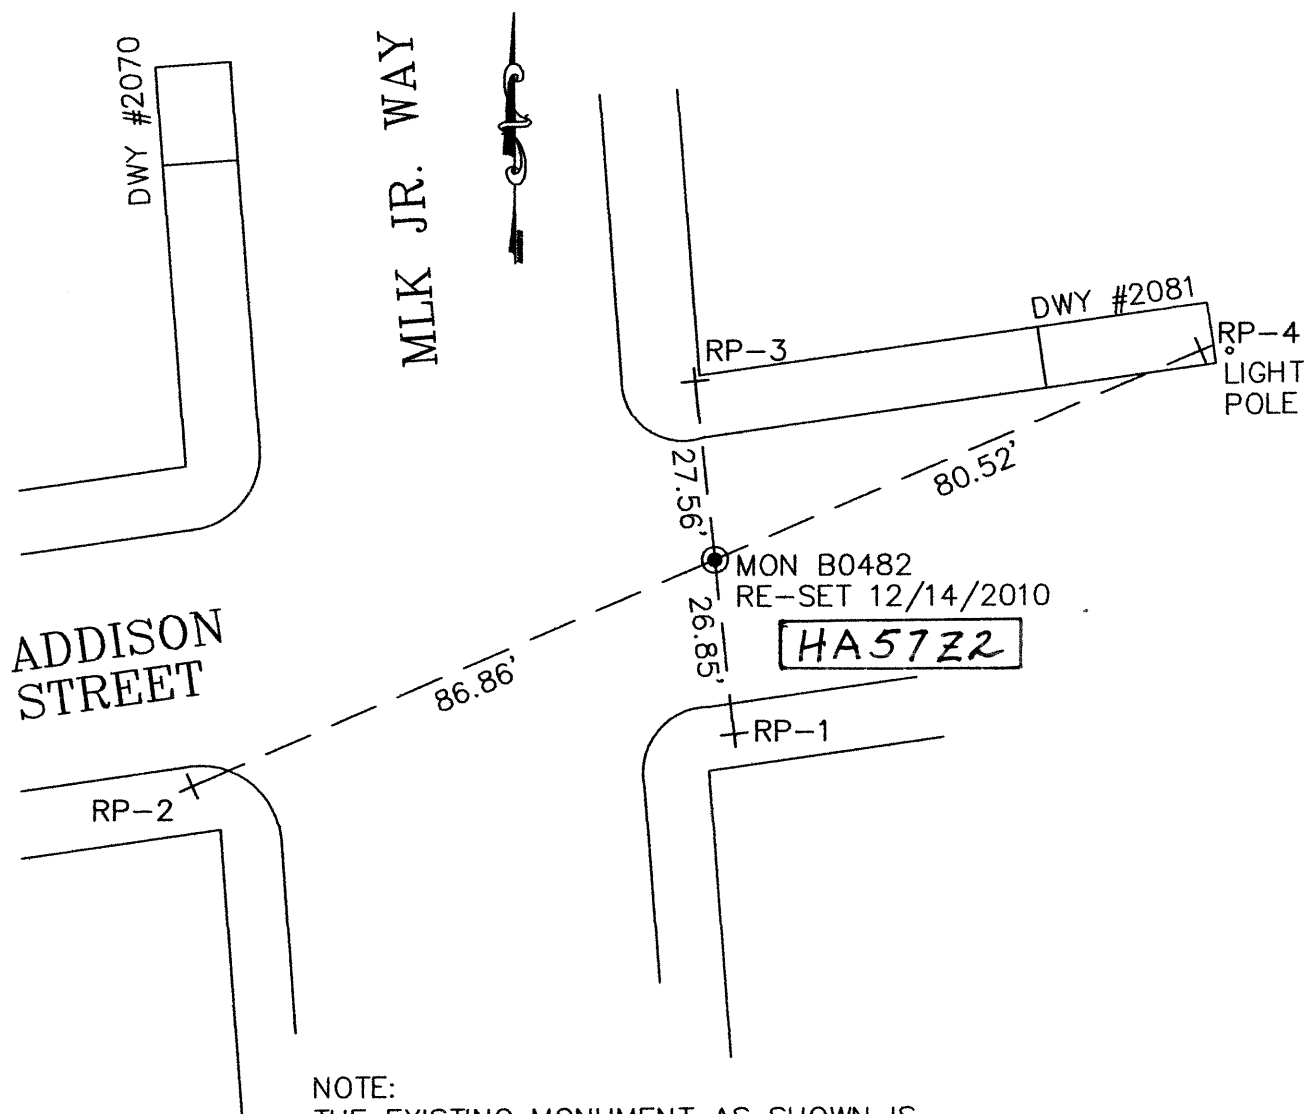 DWY #2070
MLK JR. WAY
DWY #2081
RP-3
RP-4
LIGHT
POLE
27.56'
80.52'
MON B0482
RE-SET 12/14/2010
HA57Z2
26.85'
ADDISON
STREET
86.86'
RP-1
RP-2
NOTE:
THE EXISTING MONUMENT AS SHOWN IS